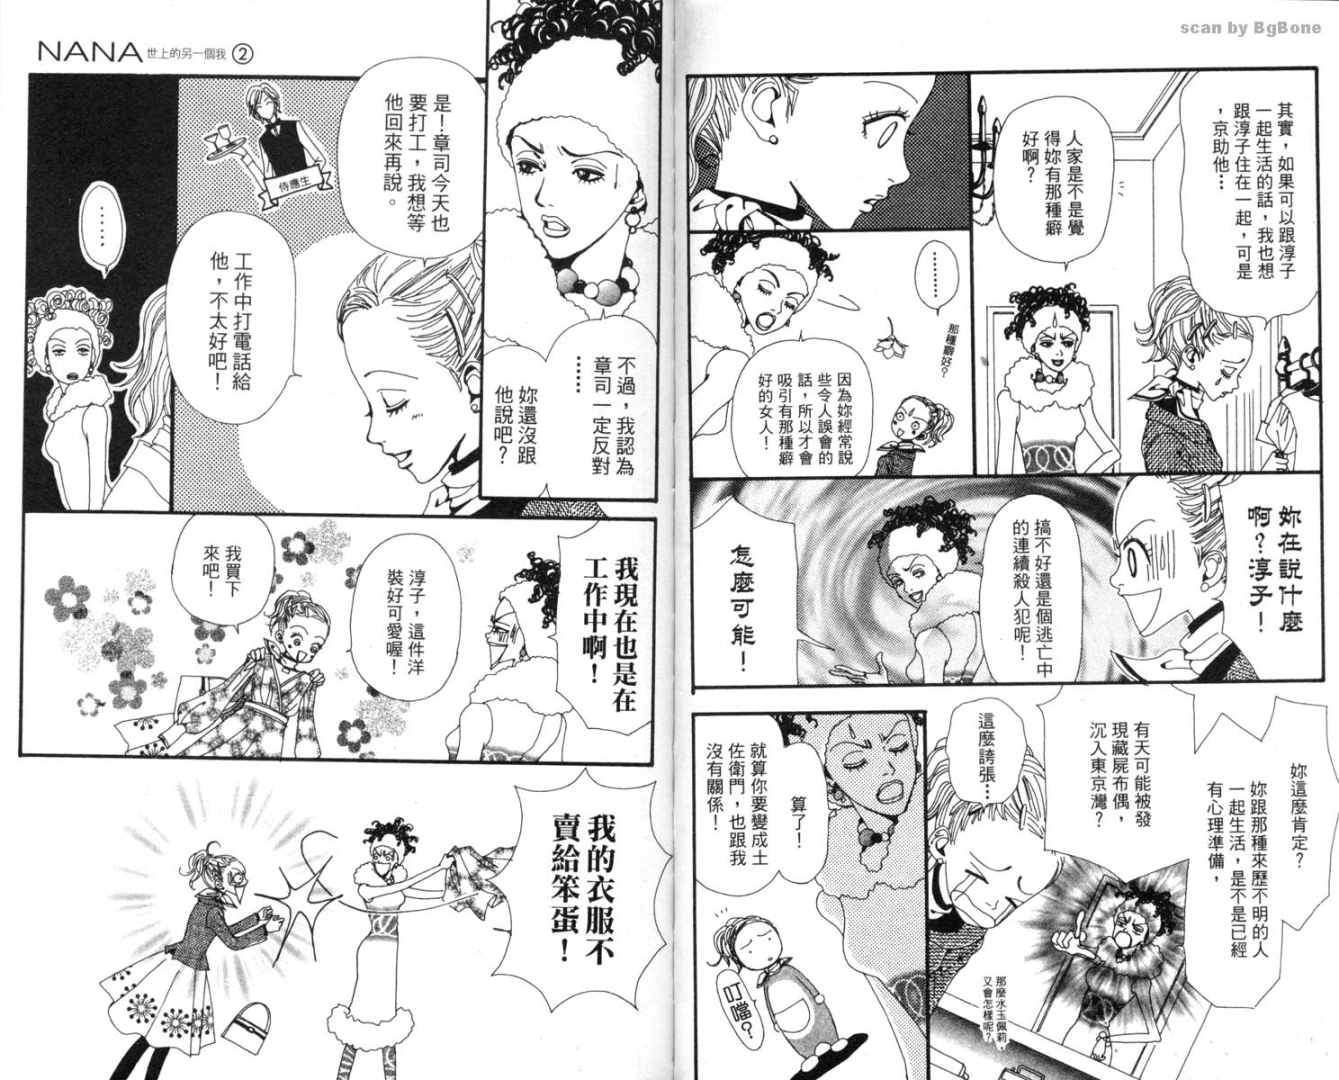 scan by BgBone
其實，如果可以跟淳子
一起生活的話，我也想
跟淳子住在一起，可是
，京助他…
人家是不是覺
得妳有那種癖
好啊？
………
那種癖好？
因為妳經常說
些令人誤會的
話，所以才會
吸引有那種癖
好的女人！
妳在說什麼
啊？淳子！
搞不好還是個逃亡中
的連續殺人犯呢！
怎麼可能！
妳這麼肯定？
妳跟那種來歷不明的人
一起生活，是不是已經
有心理準備，
有天可能被發
現藏屍布偶，
沉入東京灣？
這麼誇張…
那麼水玉佩莉，
又會怎樣呢？
算了！
就算你要變成土
佐衛門，也跟我
沒有關係！
叮噹？
NANA 世上的另一個我 ②
不過，我認為
章司一定反對
……
妳還沒跟
他說吧？
是！章司今天也
要打工，我想等
他回來再說。
侍應生
工作中打電話給
他，不太好吧！
……
我現在也是在
工作中啊！
淳子，這件洋
裝好可愛喔！
我買下
來吧！
我的衣服不
賣給笨蛋！